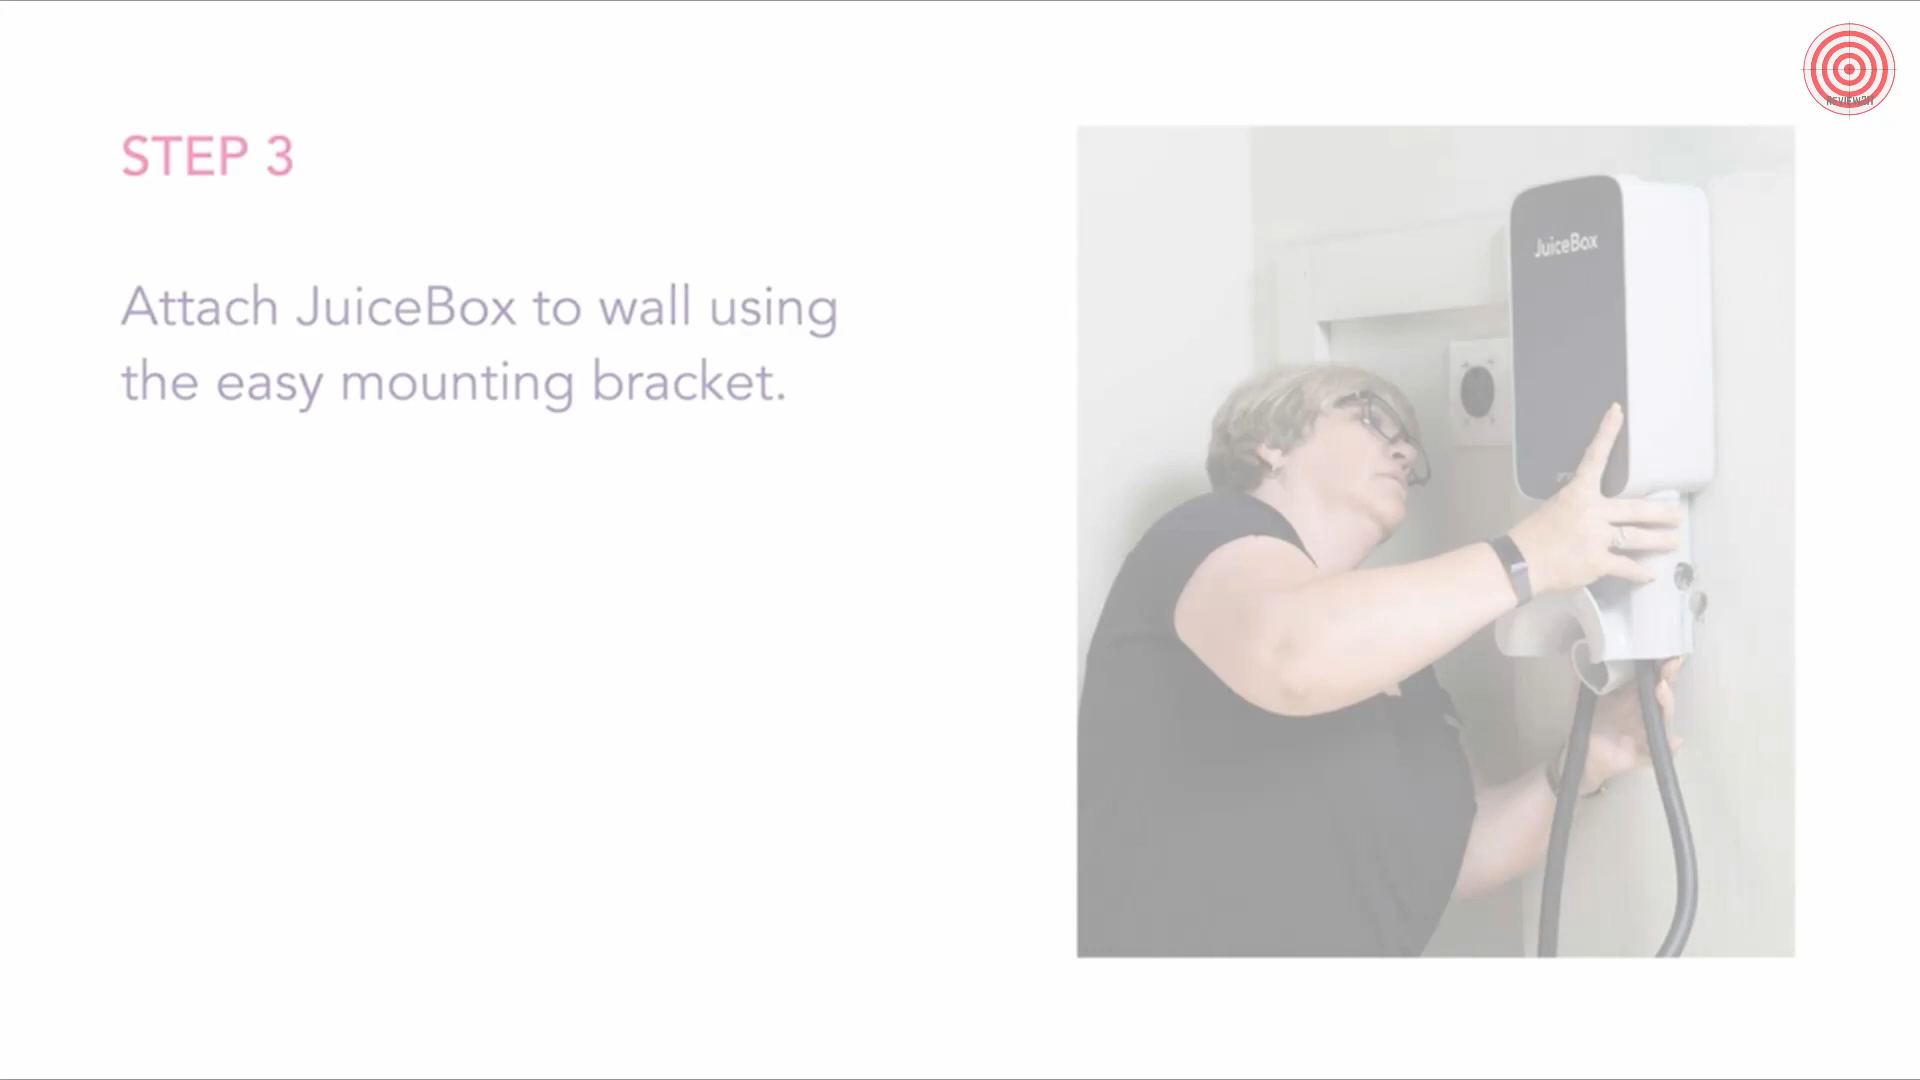 STEP 3
Attach JuiceBox to wall using
the easy mounting bracket.
JuiceBox